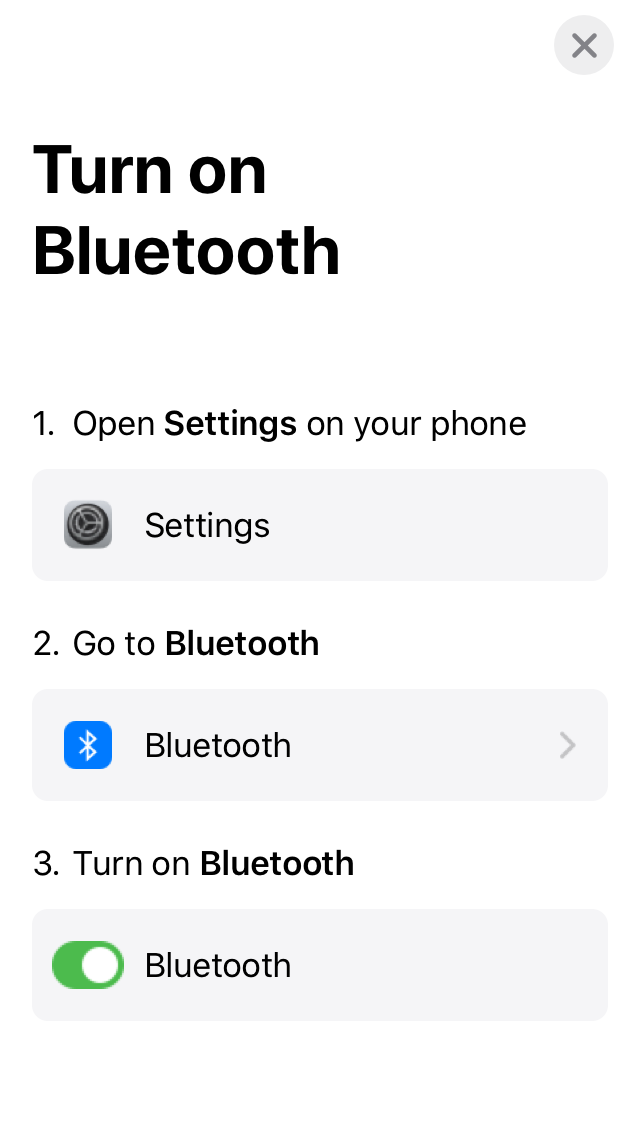 Turn on
Bluetooth
1. Open Settings on your phone
Settings
2. Go to Bluetooth
Bluetooth
3. Turn on Bluetooth
Bluetooth